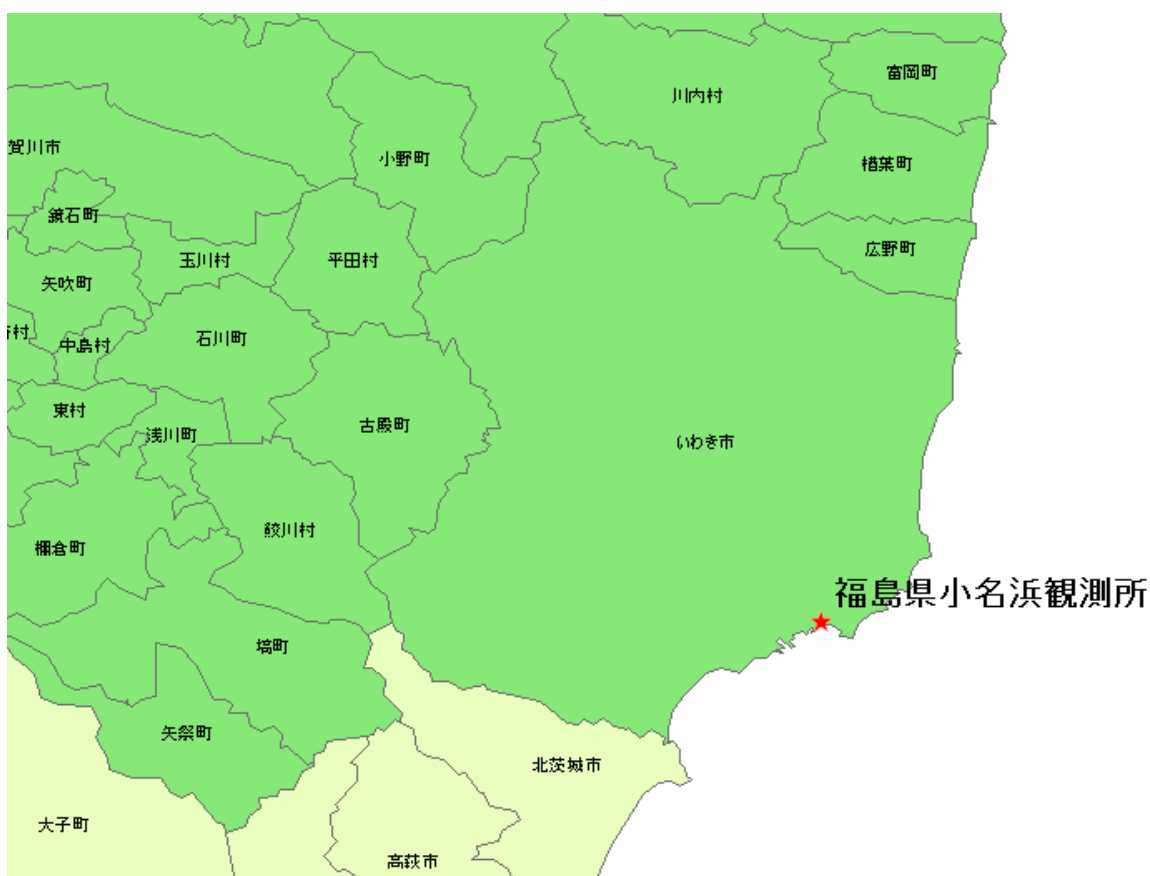 富岡町
川内村
賀川市
小野町
楢葉町
鏡石町
広野町
玉川村
平田村
矢吹町
石川町
村
中島村
東村
古殿町
浅川町
いわき市
鮫川村
棚倉町
福島県小名浜観測所
塙町
矢祭町
北茨城市
大子町
高萩市